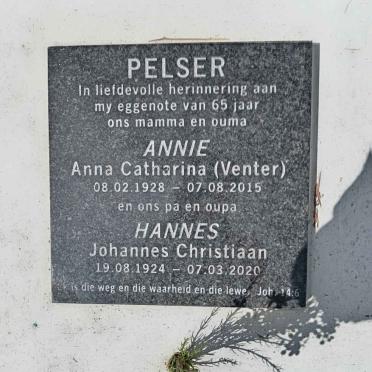 PELSER
In liefdevolle herinnering aan
my eggenote van 65 jaar
ons mamma en ouma
ANNIE
Anna Catharina (Venter)
08.02.1928 – 07.08.2015
en ons pa en oupa
HANNES
Johannes Christiaan
19.08.1924 – 07.03.2020
Ek is die weg en die waarheid en die lewe. Joh. 14:6